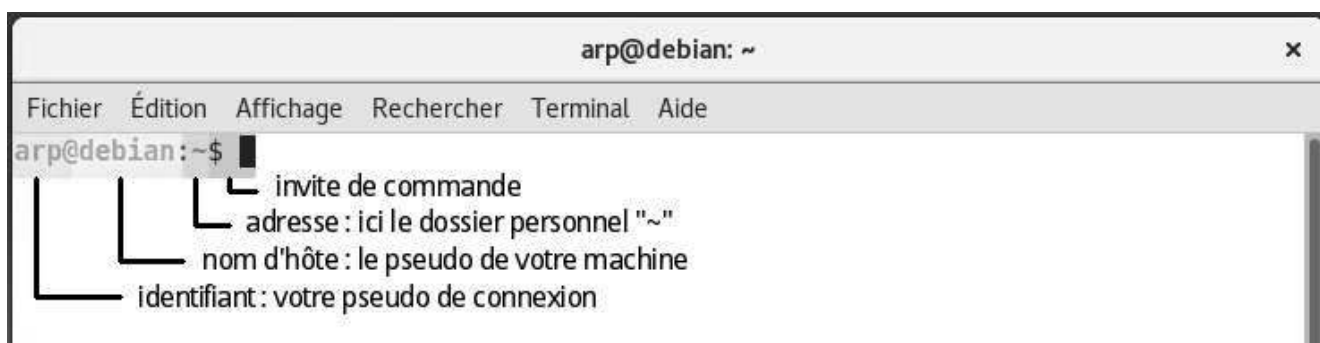 arp@debian: ~ ×
Fichier Édition Affichage Rechercher Terminal Aide
arp@debian:~$
invite de commande
adresse : ici le dossier personnel "~"
nom d'hôte : le pseudo de votre machine
identifiant : votre pseudo de connexion